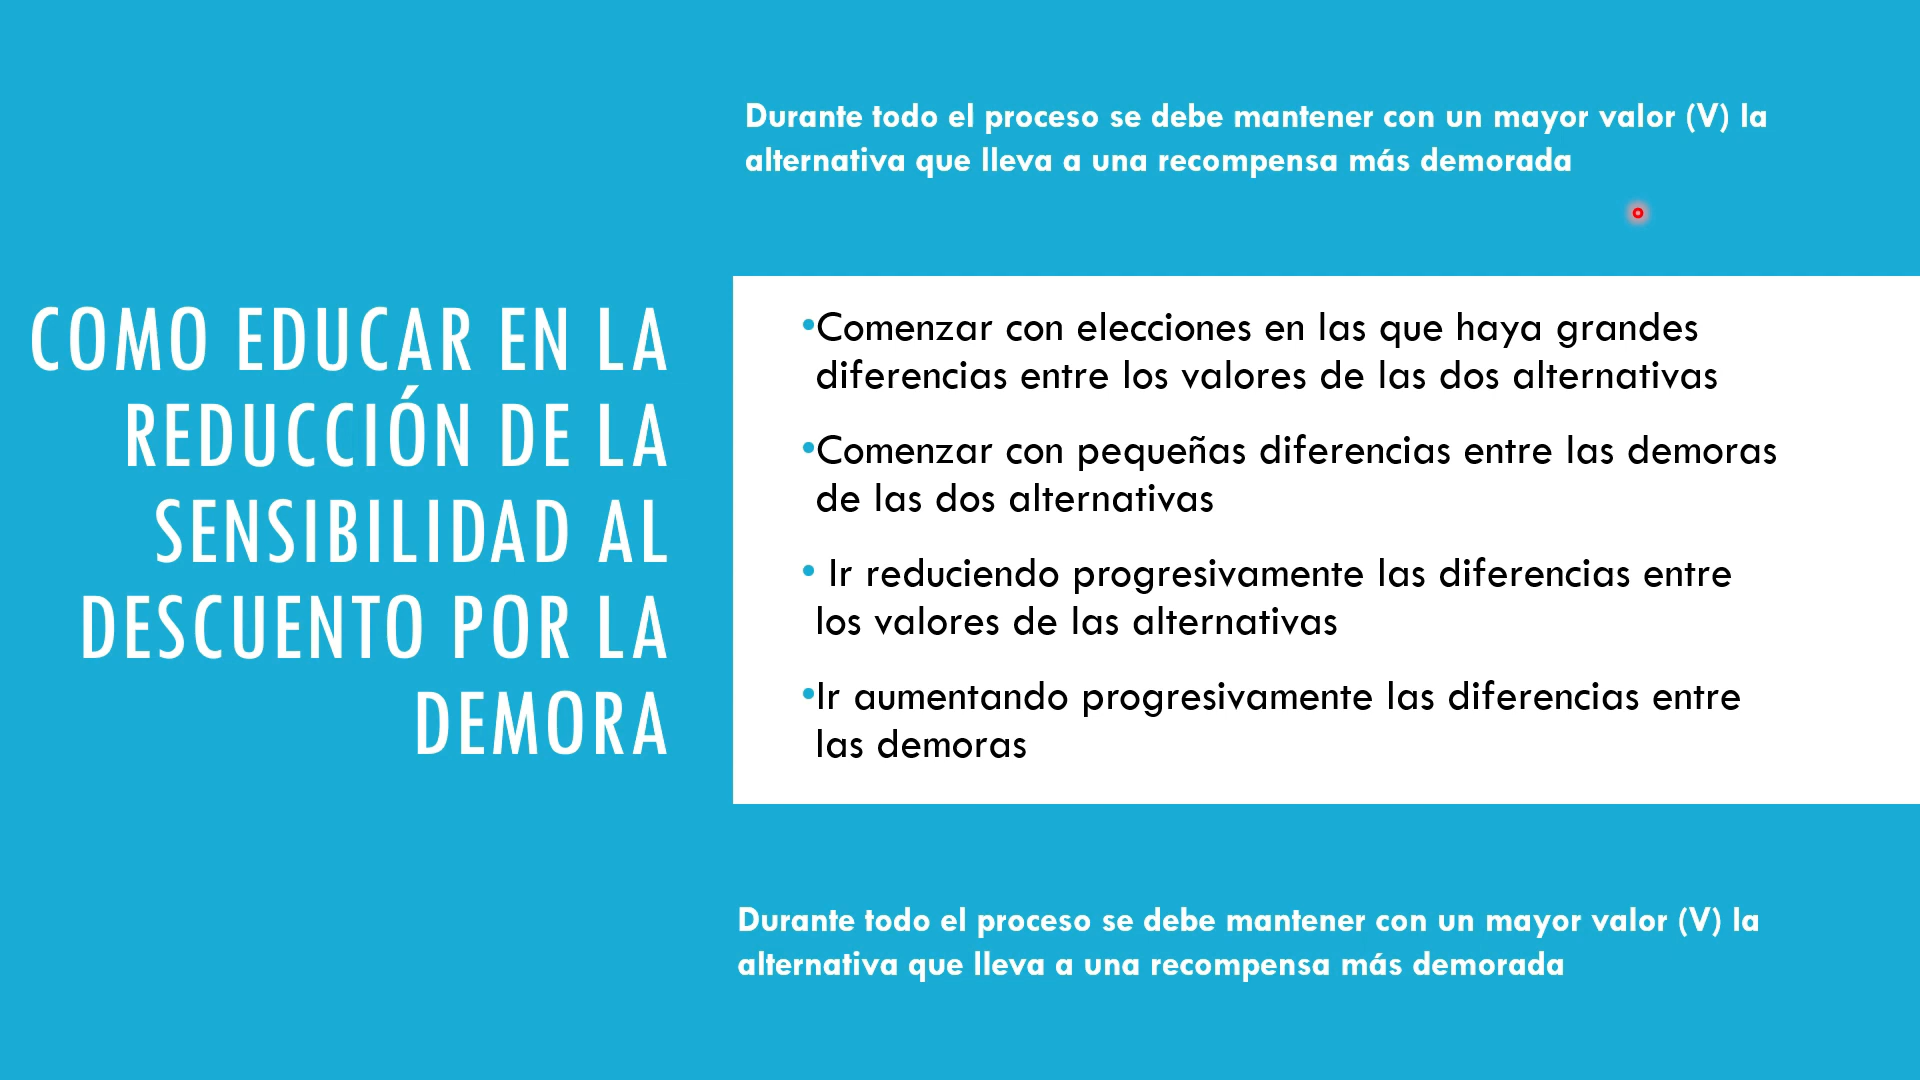 Durante todo el proceso se debe mantener con un mayor valor (V) la
alternativa que lleva a una recompensa más demorada
COMO EDUCAR EN LA
REDUCCIÓN DE LA
SENSIBILIDAD AL
DESCUENTO POR LA
DEMORA
•Comenzar con elecciones en las que haya grandes
diferencias entre los valores de las dos alternativas
•Comenzar con pequeñas diferencias entre las demoras
de las dos alternativas
• Ir reduciendo progresivamente las diferencias entre
los valores de las alternativas
•Ir aumentando progresivamente las diferencias entre
las demoras
Durante todo el proceso se debe mantener con un mayor valor (V) la
alternativa que lleva a una recompensa más demorada